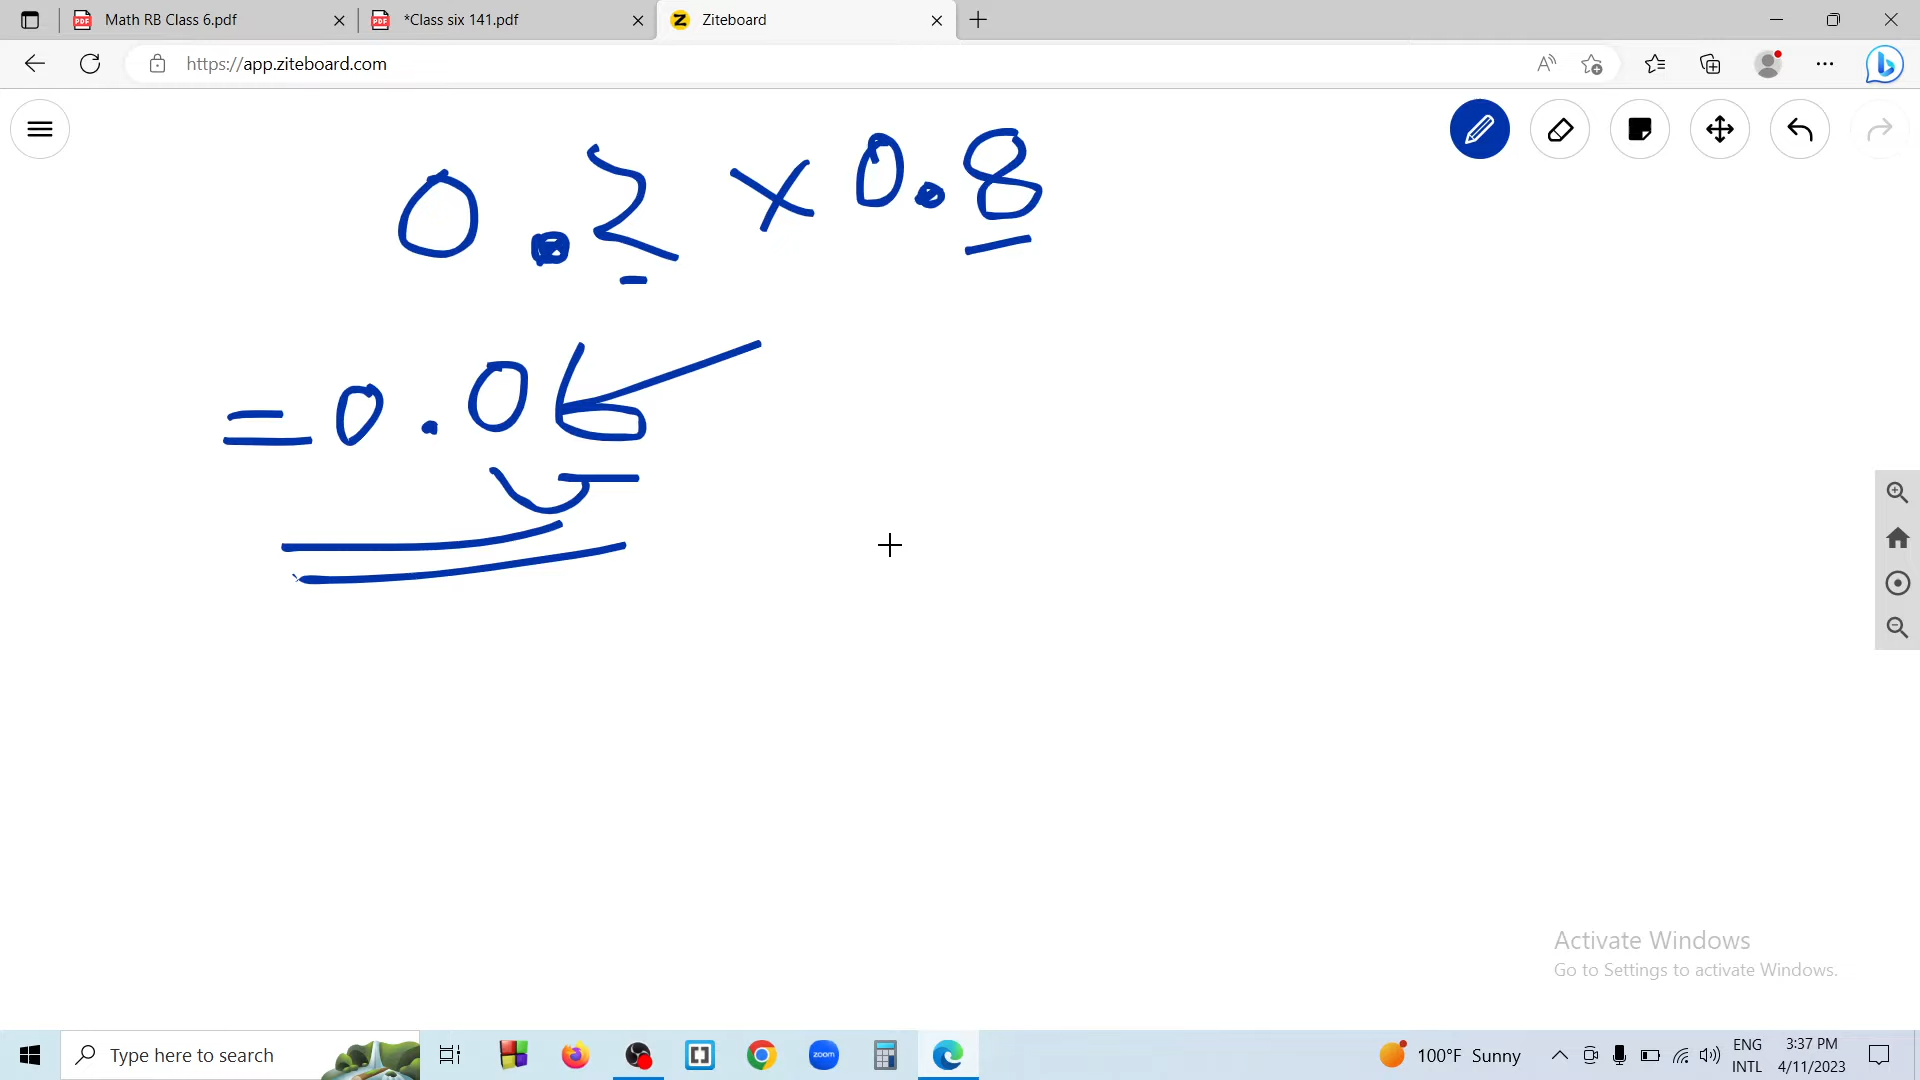 Math RB Class 6.pdf
*Class six 141.pdf
Ziteboard
https://app.ziteboard.com
0.2 × 0.8
= 0.06
Activate Windows
Go to Settings to activate Windows.
Type here to search
zoom
100°F Sunny
ENG
INTL
3:37 PM
4/11/2023